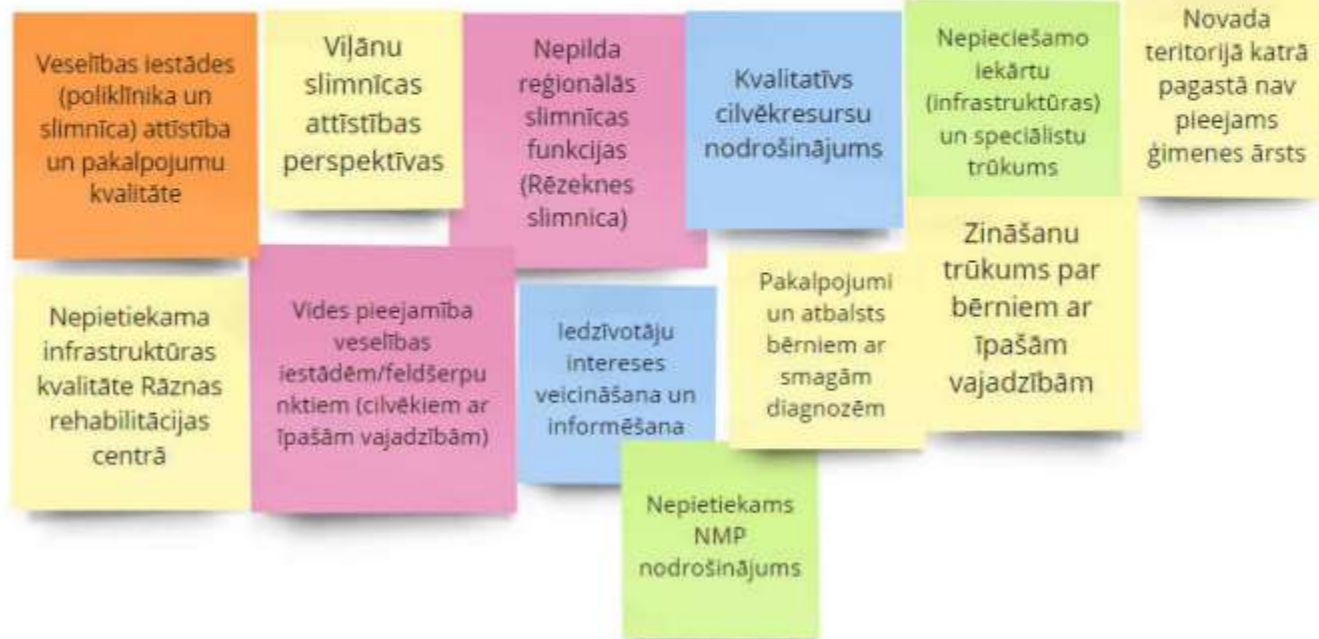 Veselības iestādes
(poliklīnika un
slimnīca) attīstība
un pakalpojumu
kvalitāte
Viļānu
slimnīcas
attīstības
perspektīvas
Nepilda
reģionālās
slimnīcas
funkcijas
(Rēzeknes
slimnica)
Kvalitatīvs
cilvēkresursu
nodrošinājums
Nepieciešamo
iekārtu
(infrastruktūras)
un speciālistu
trūkums
Novada
teritorijā katrā
pagastā nav
pieejams
ģimenes ārsts
Nepietiekama
infrastruktūras
kvalitāte Rāznas
rehabilitācijas
centrā
Vides pieejamība
veselības
iestādēm/feldšerpu
nktiem (cilvēkiem ar
īpašām vajadzībām)
Iedzīvotāju
intereses
veicināšana un
informēšana
Pakalpojumi
un atbalsts
bērniem ar
smagām
diagnozēm
Zināšanu
trūkums par
bērniem ar
īpašām
vajadzībām
Nepietiekams
NMP
nodrošinājums